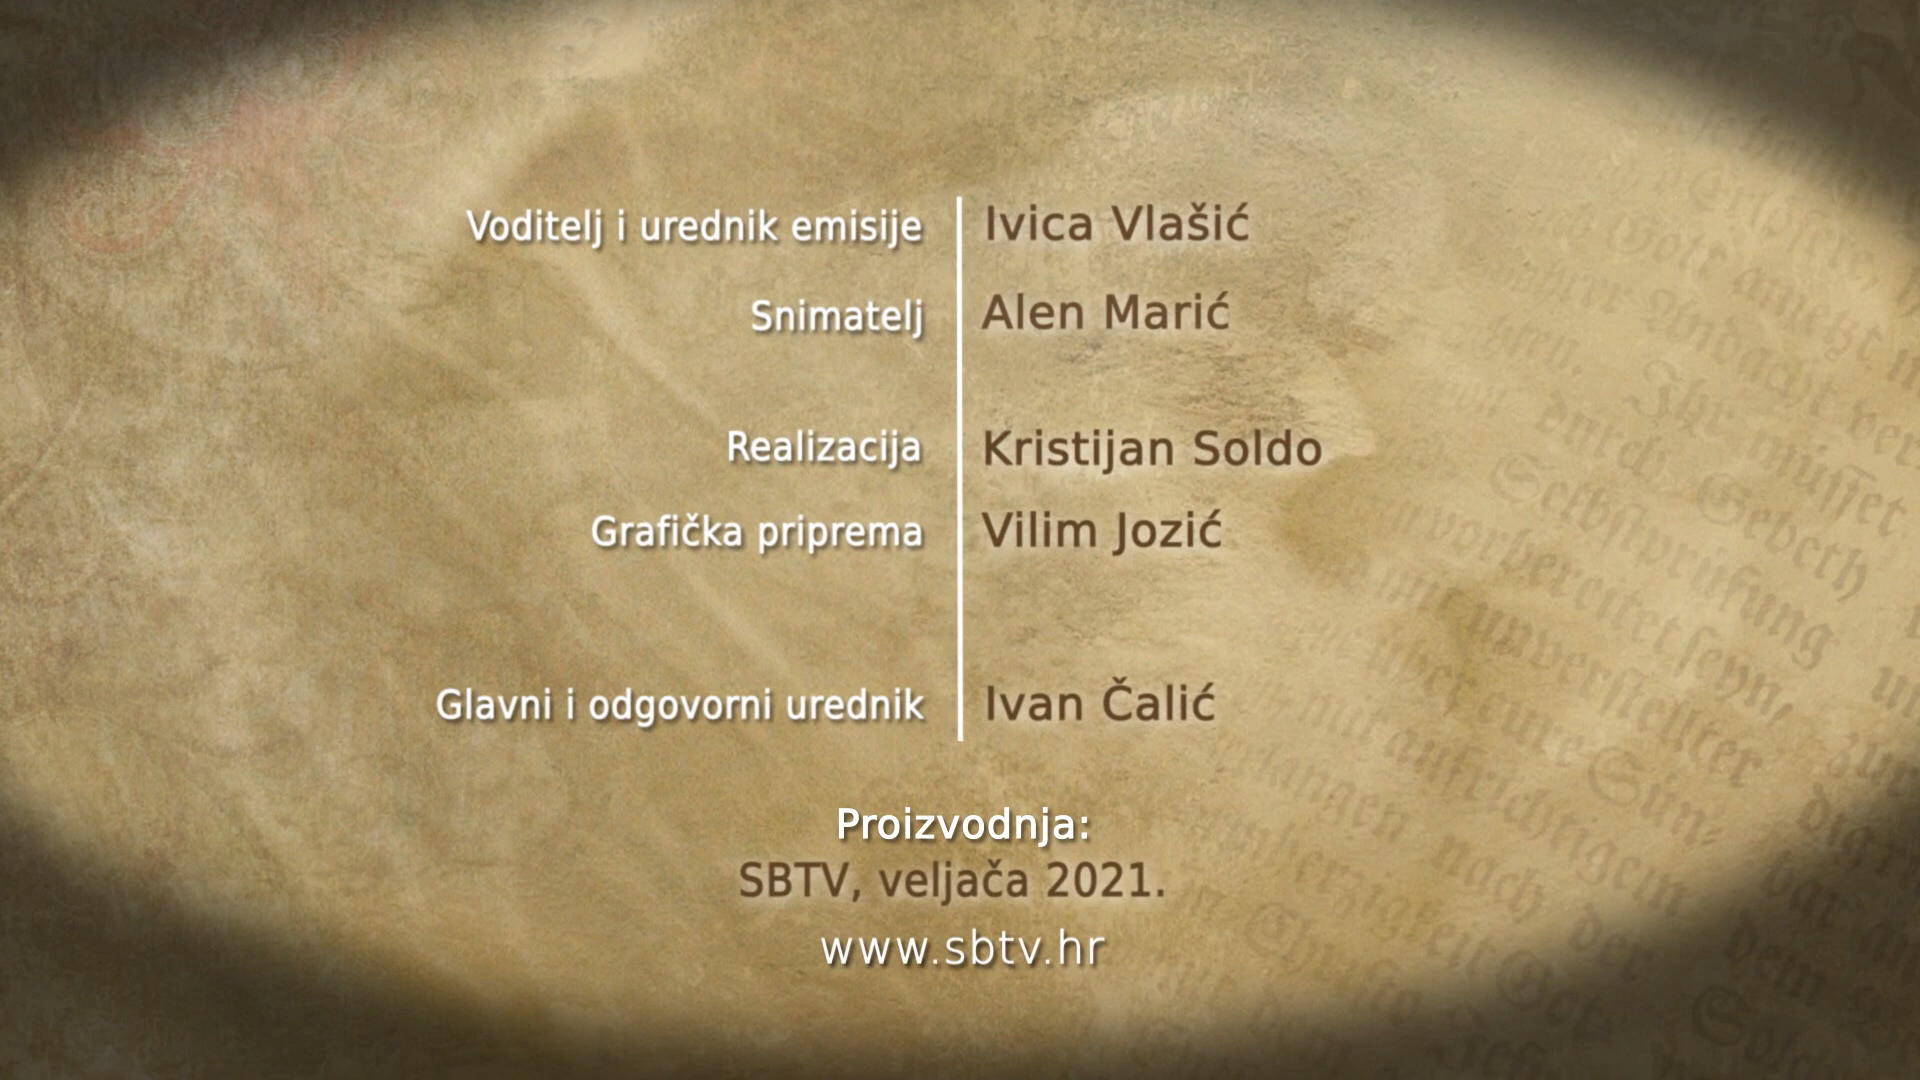 Voditelj i urednik emisije Ivica Vlašić
Snimatelj Alen Marić
Realizacija Kristijan Soldo
Grafička priprema Vilim Jozić
Glavni i odgovorni urednik Ivan Čalić
Proizvodnja:
SBTV, veljača 2021.
www.sbtv.hr